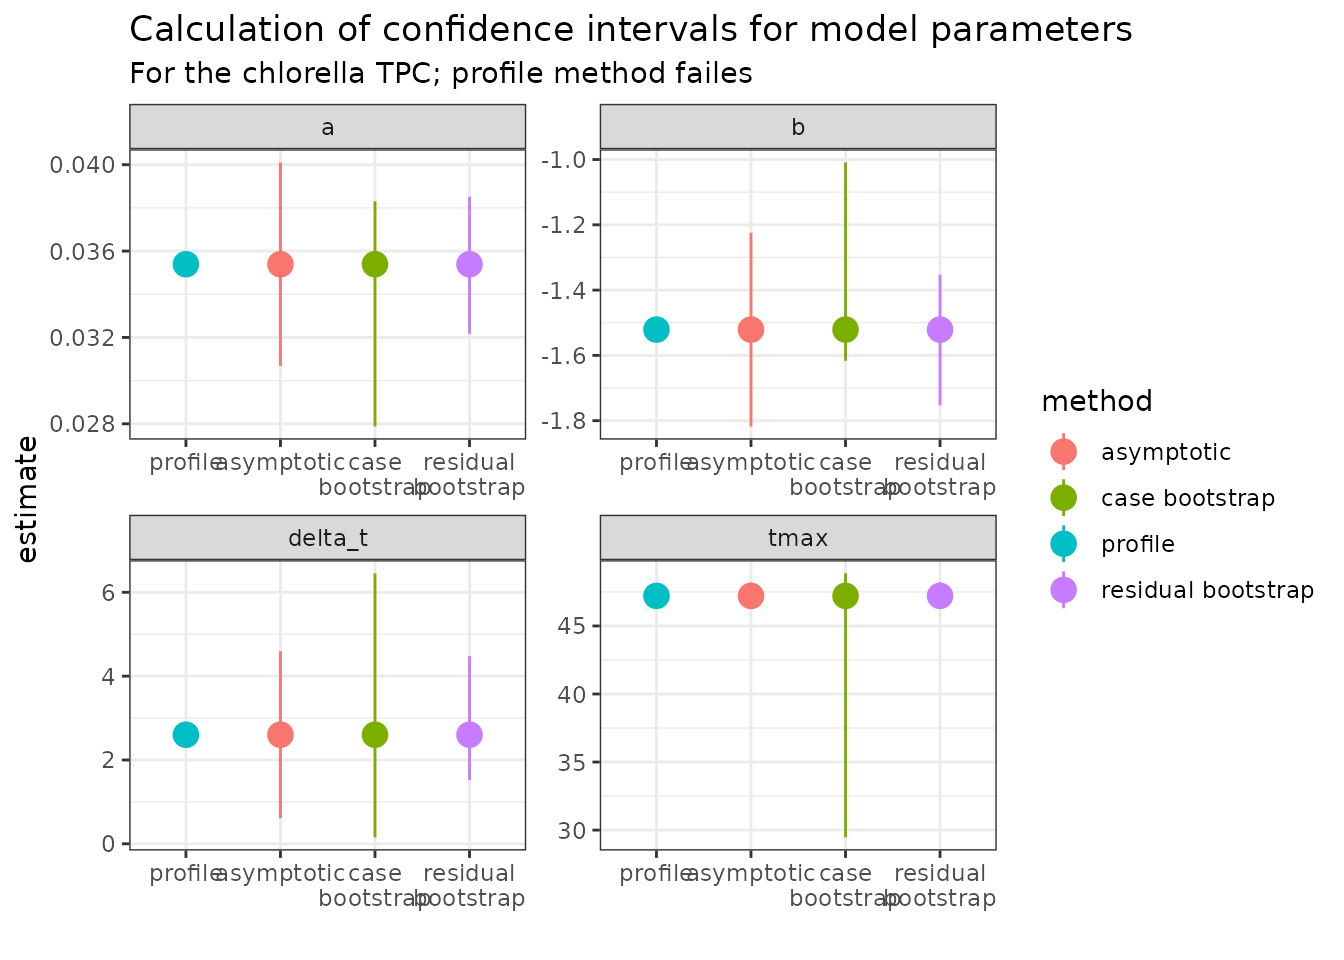 Calculation of confidence intervals for model parameters
For the chlorella TPC; profile method failes
a
b
0.040
0.036
0.032
0.028
-1.0
-1.2
-1.4
-1.6
-1.8
profile asymptotic case bootstrap residual bootstrap
profile asymptotic case bootstrap residual bootstrap
estimate
delta_t
tmax
6
4
2
0
45
40
35
30
profile asymptotic case bootstrap residual bootstrap
profile asymptotic case bootstrap residual bootstrap
method
asymptotic
case bootstrap
profile
residual bootstrap